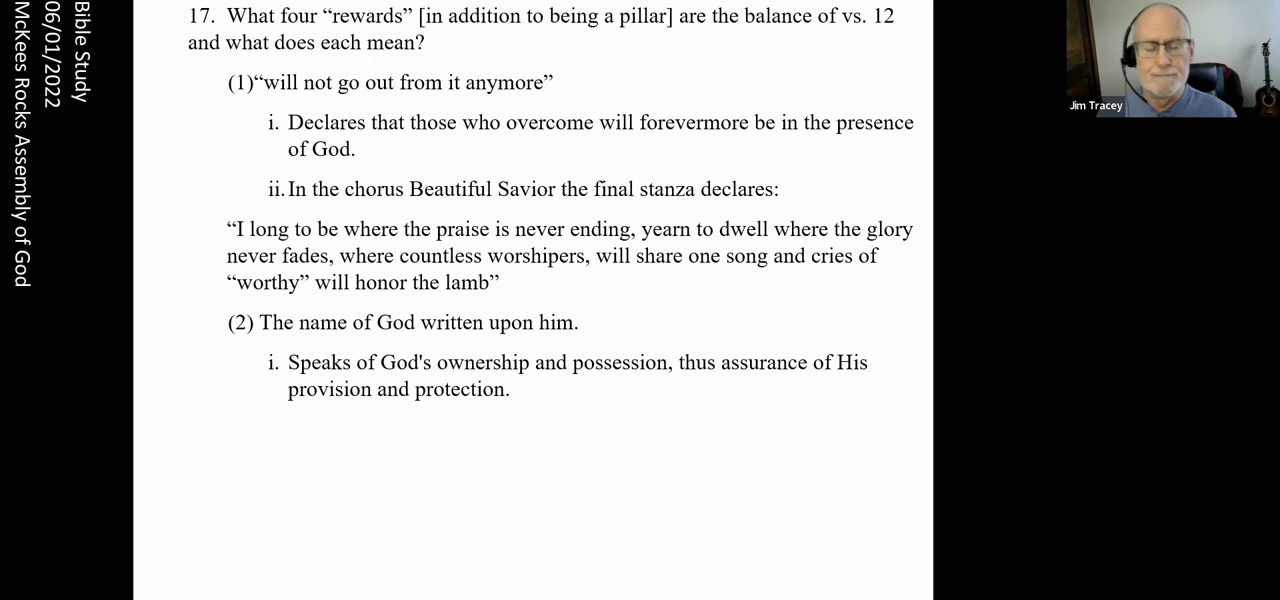 Bible Study
06/01/2022
McKees Rocks Assembly of God
17. What four “rewards” [in addition to being a pillar] are the balance of vs. 12
and what does each mean?
(1)“will not go out from it anymore”
i. Declares that those who overcome will forevermore be in the presence
of God.
ii. In the chorus Beautiful Savior the final stanza declares:
“I long to be where the praise is never ending, yearn to dwell where the glory
never fades, where countless worshipers, will share one song and cries of
“worthy” will honor the lamb”
(2) The name of God written upon him.
i. Speaks of God's ownership and possession, thus assurance of His
provision and protection.
Jim Tracey